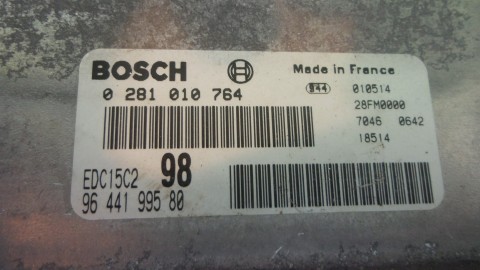 BOSCH
Made in France
0 281 010 764
944 010514
28FM0000
7046 0642
18514
EDC15C2 98
96 441 995 80